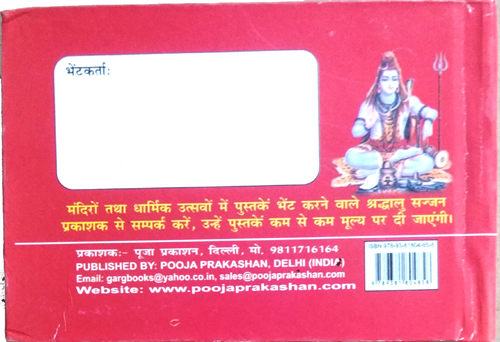 भेंटकर्ताः
मंदिरों तथा धार्मिक उत्सवों में पुस्तकें भेंट करने वाले श्रद्धालु सज्जन
प्रकाशक से सम्पर्क करें, उन्हें पुस्तकें कम से कम मूल्य पर दी जाएंगी।
प्रकाशक:- पूजा प्रकाशन, दिल्ली, मो. 9811716164
PUBLISHED BY: POOJA PRAKASHAN, DELHI (INDIA)
Email: gargbooks@yahoo.co.in, sales@poojaprakashan.com
Website: www.poojaprakashan.com
ISBN